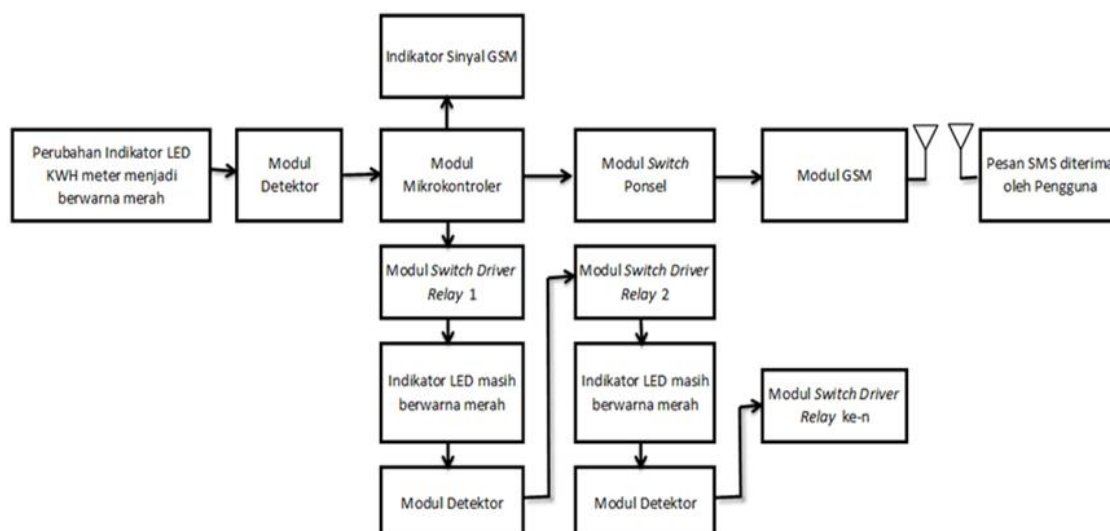 Indikator Sinyal GSM
Perubahan Indikator LED
KWH meter menjadi
berwarna merah
Modul
Detektor
Modul
Mikrokontroler
Modul Switch
Ponsel
Modul GSM
Pesan SMS diterima
oleh Pengguna
Modul Switch Driver
Relay 1
Modul Switch Driver
Relay 2
Indikator LED masih
berwarna merah
Indikator LED masih
berwarna merah
Modul Switch Driver
Relay ke-n
Modul Detektor
Modul Detektor